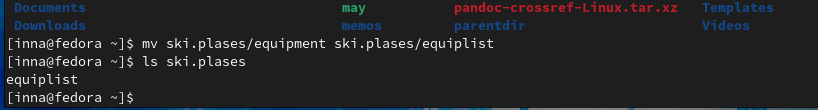 Documents may pandoc-crossref-Linux.tar.xz Templates
Downloads memos parentdir Videos
[inna@fedora ~]$ mv ski.plases/equipment ski.plases/equiplist
[inna@fedora ~]$ ls ski.plases
equiplist
[inna@fedora ~]$